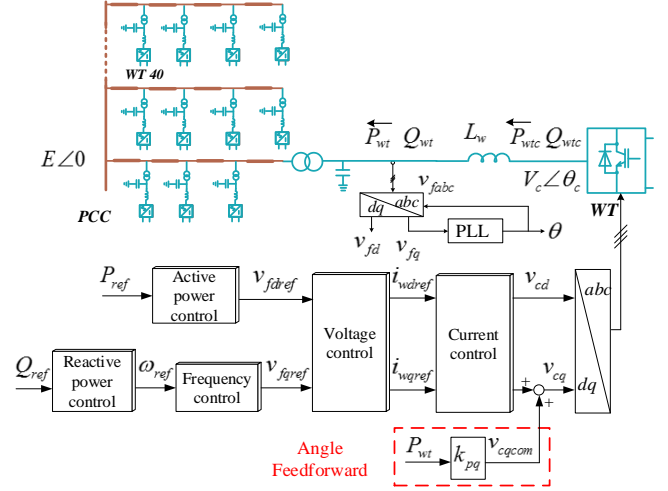 WT 40
E∠0
PCC
P_wt Q_wt
L_w
P_wtc Q_wtc
V_c∠θ_c
WT
v_fabc
dq abc
PLL
θ
v_fd
v_fq
P_ref
Active power control
v_fdref
Voltage control
i_wdref
Current control
v_cd
abc
dq
Q_ref
Reactive power control
ω_ref
Frequency control
v_fqref
i_wqref
+
+
v_cq
Angle Feedforward
P_wt
k_pq
v_cqcom